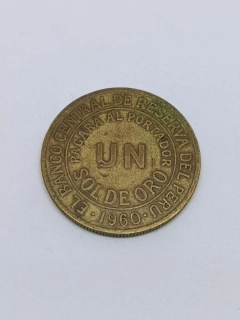 EL BANCO CENTRAL DE RESERVA DEL PERU
PAGARA AL PORTADOR
UN
SOL DE ORO
·1960·